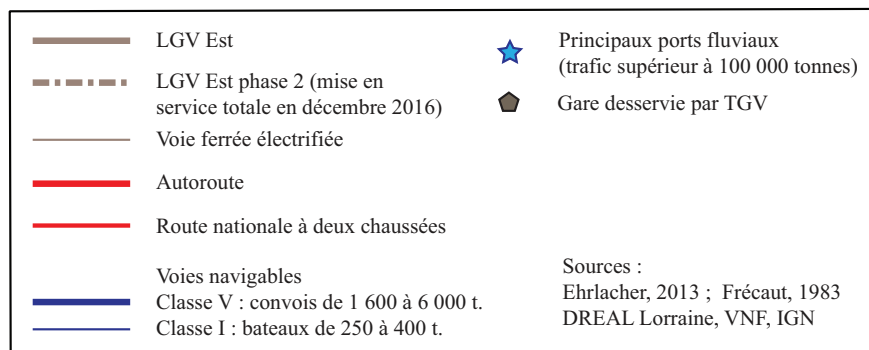 LGV Est
LGV Est phase 2 (mise en
service totale en décembre 2016)
Voie ferrée électrifiée
Autoroute
Route nationale à deux chaussées
Voies navigables
Classe V : convois de 1 600 à 6 000 t.
Classe I : bateaux de 250 à 400 t.
Principaux ports fluviaux
(trafic supérieur à 100 000 tonnes)
Gare desservie par TGV
Sources :
Ehrlacher, 2013 ; Frécaut, 1983
DREAL Lorraine, VNF, IGN